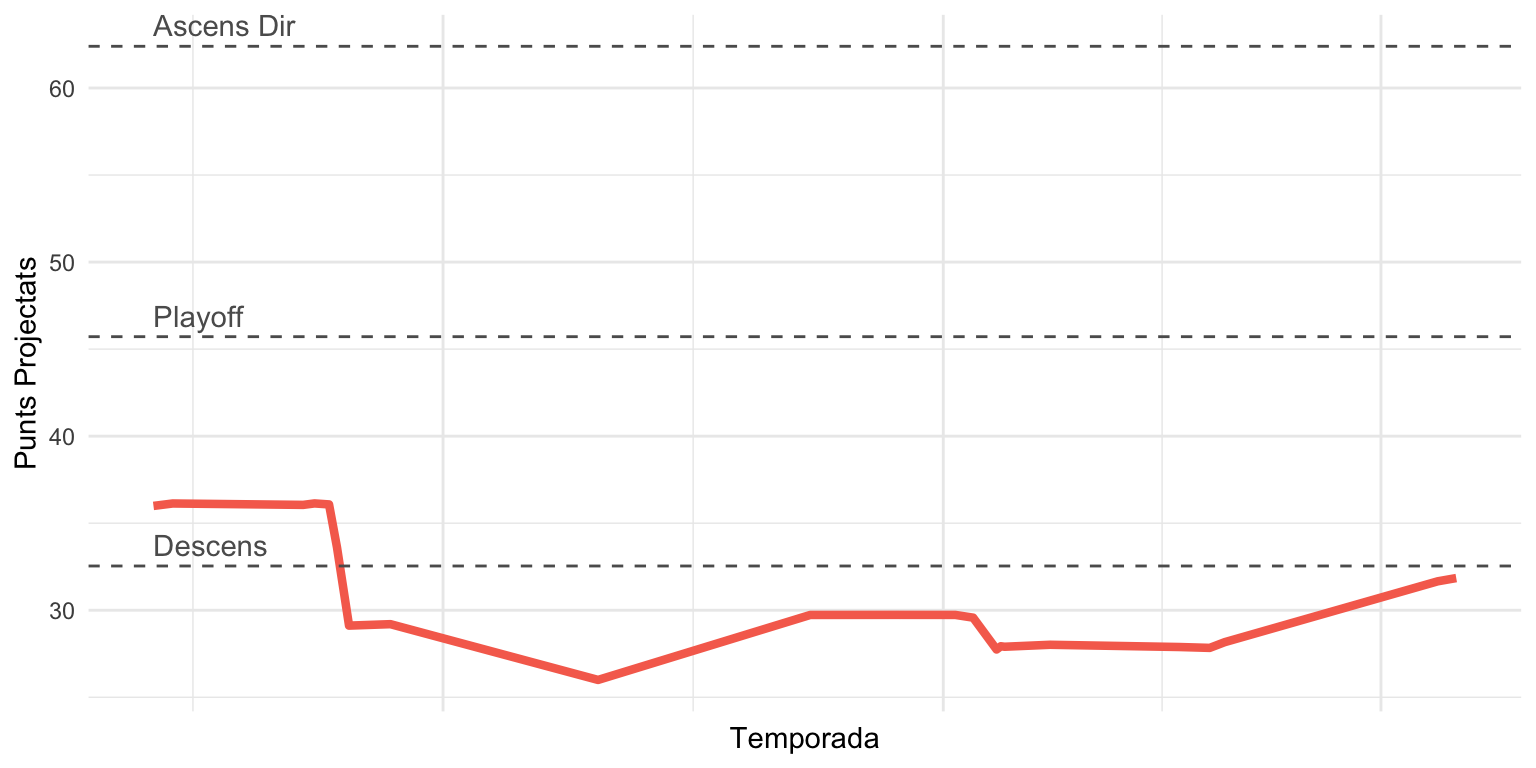 Ascens Dir
60
50
Playoff
Punts Projectats
40
Descens
30
Temporada